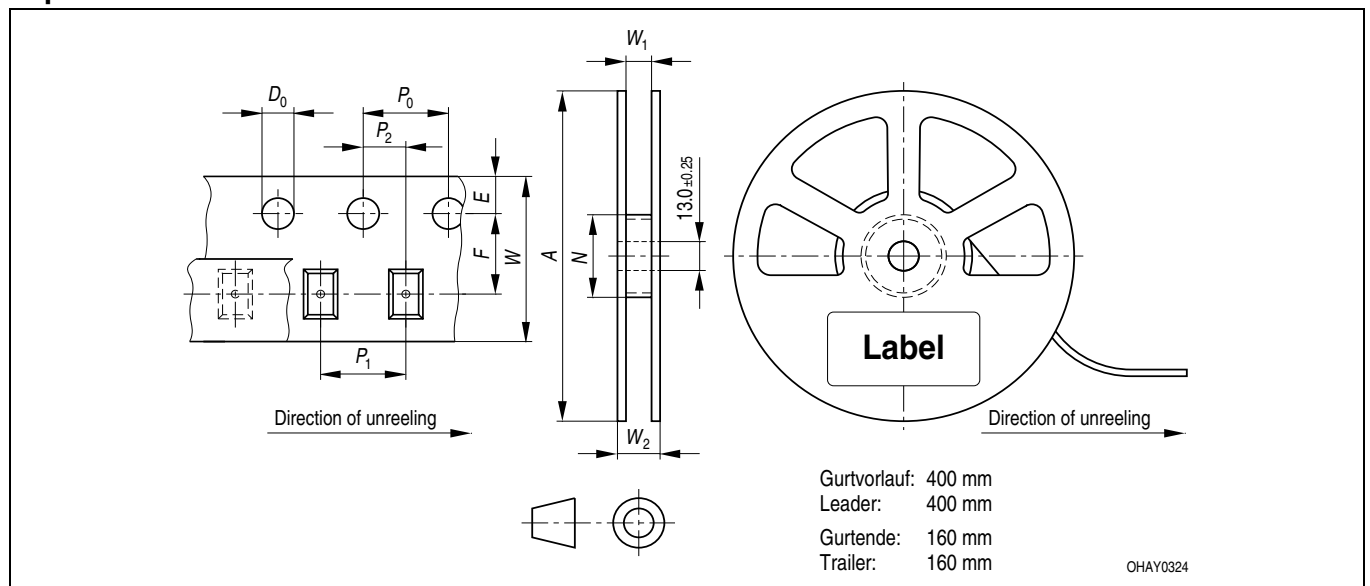 W₁
D₀
P₀
P₂
E
F
W
A
N
13.0 ±0.25
Label
P₁
Direction of unreeling
W₂
Direction of unreeling
Gurtvorlauf: 400 mm
Leader: 400 mm
Gurtende: 160 mm
Trailer: 160 mm
OHAY0324